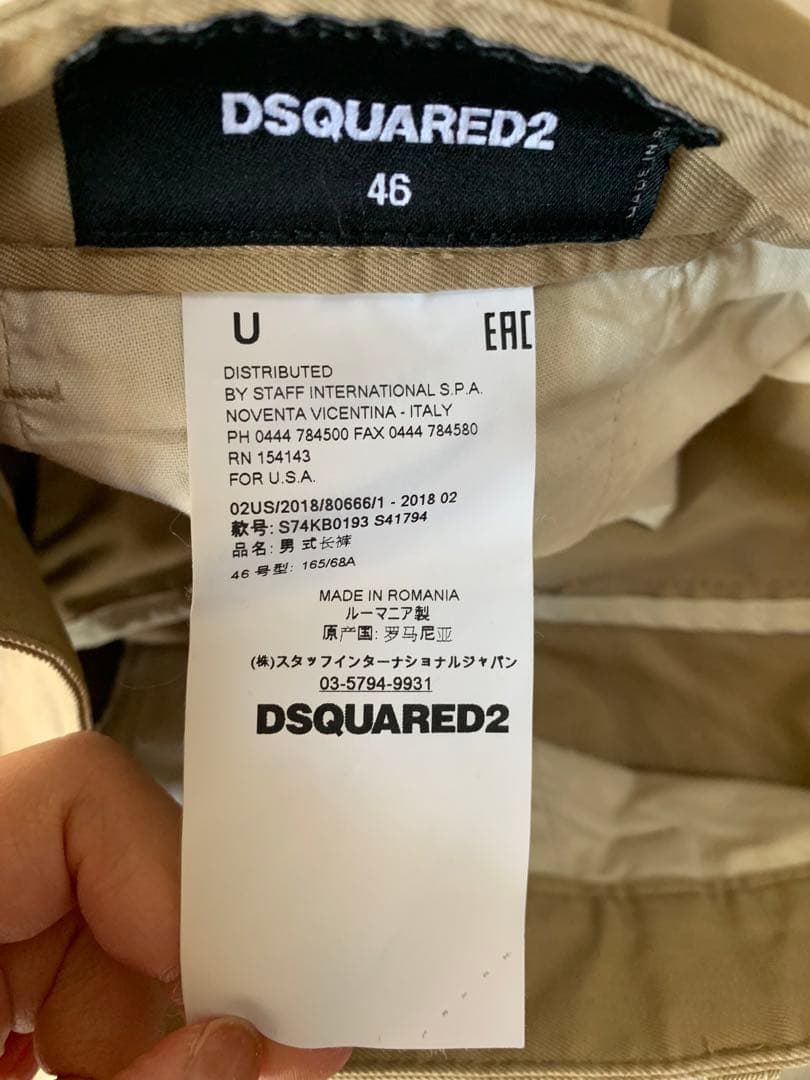 DSQUARED2
46
MADE IN
U
EAC
DISTRIBUTED
BY STAFF INTERNATIONAL S.P.A.
NOVENTA VICENTINA - ITALY
PH 0444 784500 FAX 0444 784580
RN 154143
FOR U.S.A.
02US/2018/80666/1 - 2018 02
款号: S74KB0193 S41794
品名: 男 式长裤
46 号型: 165/68A
MADE IN ROMANIA
ルーマニア製
原产国: 罗马尼亚
(株)スタッフインターナショナルジャパン
03-5794-9931
DSQUARED2